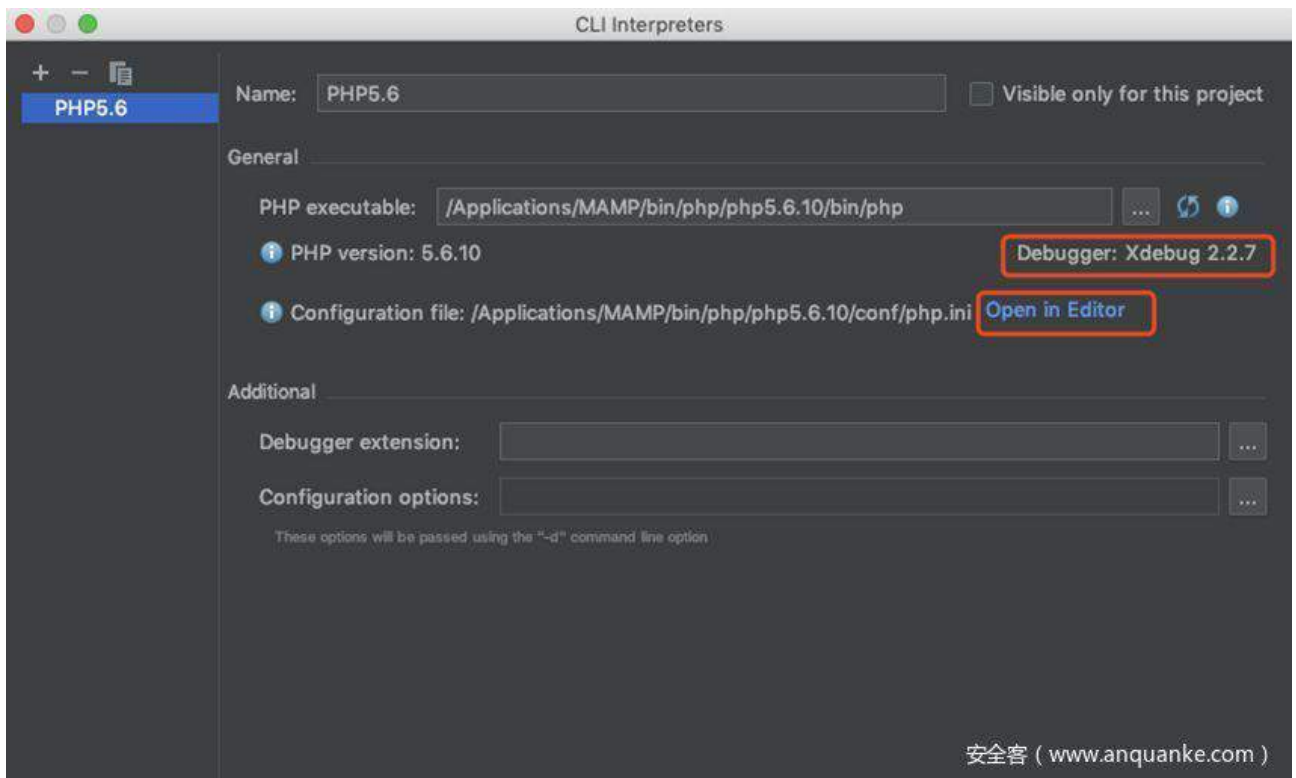 CLI Interpreters
PHP5.6
Name: PHP5.6 Visible only for this project
General
PHP executable: /Applications/MAMP/bin/php/php5.6.10/bin/php ...
PHP version: 5.6.10 Debugger: Xdebug 2.2.7
Configuration file: /Applications/MAMP/bin/php/php5.6.10/conf/php.ini Open in Editor
Additional
Debugger extension: ...
Configuration options: ...
These options will be passed using the "-d" command line option
安全客 ( www.anquanke.com )